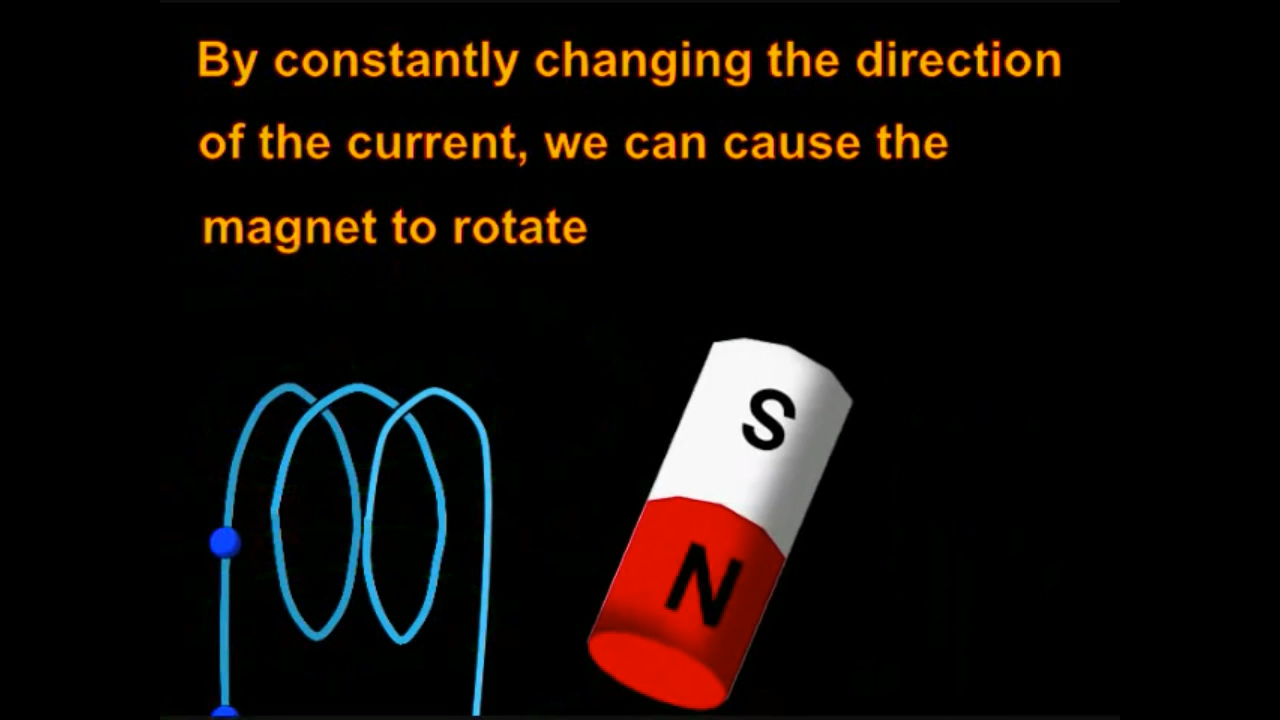 By constantly changing the direction
of the current, we can cause the
magnet to rotate
S
N